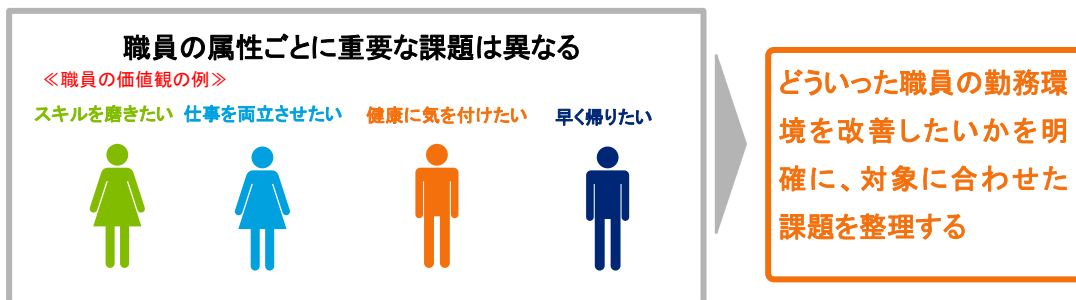 職員の属性ごとに重要な課題は異なる
≪職員の価値観の例≫
スキルを磨きたい 仕事を両立させたい 健康に気を付けたい 早く帰りたい
どういった職員の勤務環
境を改善したいかを明
確に、対象に合わせた
課題を整理する